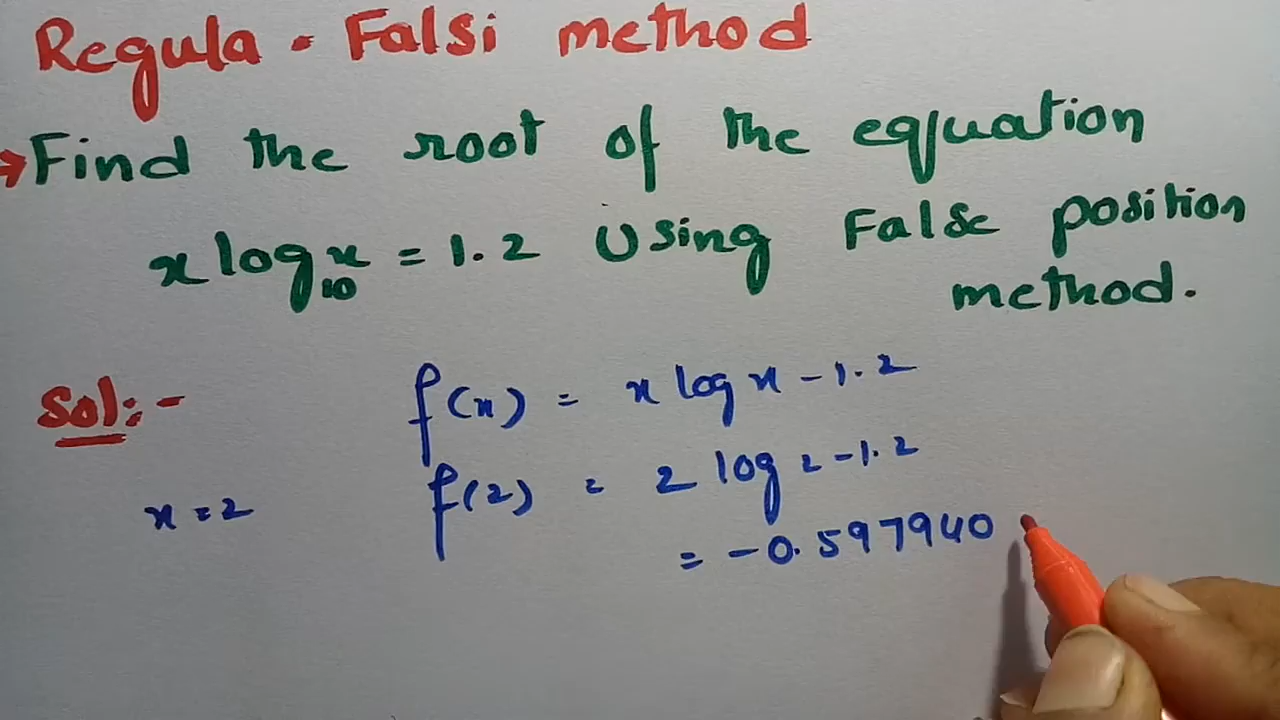 Regula - Falsi method
→ Find the root of the equation
x log₁₀ x = 1.2 Using False position
method.
Sol:-
f(x) = x log x - 1.2
x = 2 f(2) = 2 log 2 - 1.2
= -0.597940